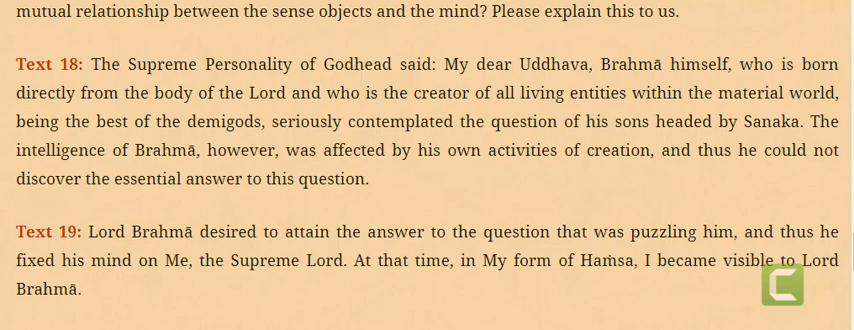 mutual relationship between the sense objects and the mind? Please explain this to us.
Text 18: The Supreme Personality of Godhead said: My dear Uddhava, Brahmā himself, who is born
directly from the body of the Lord and who is the creator of all living entities within the material world,
being the best of the demigods, seriously contemplated the question of his sons headed by Sanaka. The
intelligence of Brahmā, however, was affected by his own activities of creation, and thus he could not
discover the essential answer to this question.
Text 19: Lord Brahmā desired to attain the answer to the question that was puzzling him, and thus he
fixed his mind on Me, the Supreme Lord. At that time, in My form of Haṁsa, I became visible to Lord
Brahmā.